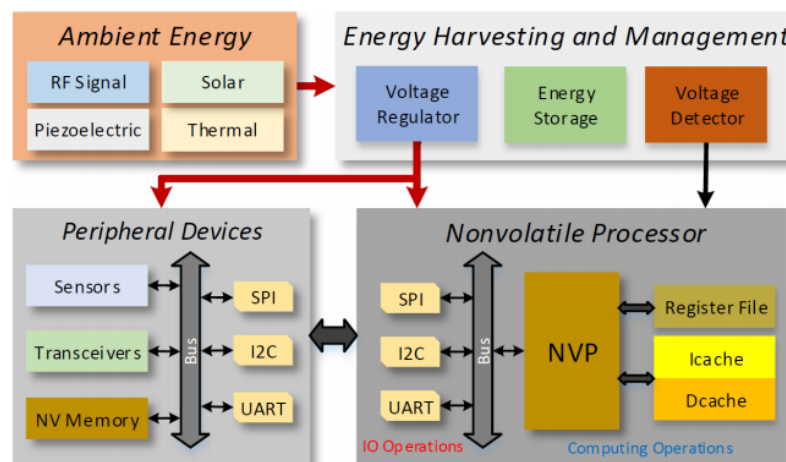 Ambient Energy
RF Signal
Solar
Piezoelectric
Thermal
Energy Harvesting and Management
Voltage
Regulator
Energy
Storage
Voltage
Detector
Peripheral Devices
Sensors
Transceivers
NV Memory
Bus
SPI
I2C
UART
Nonvolatile Processor
SPI
I2C
UART
Bus
NVP
Register File
Icache
Dcache
IO Operations
Computing Operations